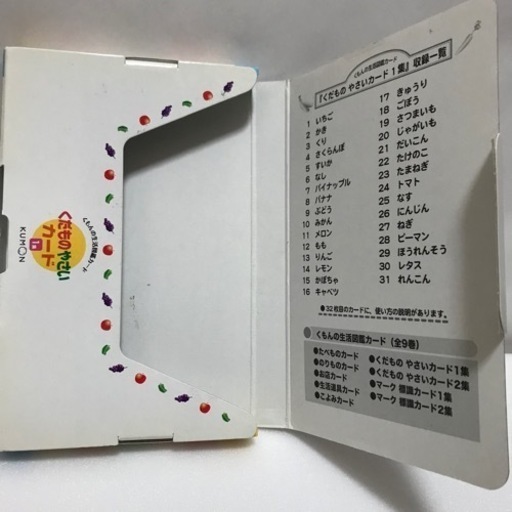 くもんの生活図鑑カード
くだもの やさい
カード
1集
KUMON
くもんの生活図鑑カード
『くだもの やさいカード 1集』収録一覧
1 いちご
2 かき
3 くり
4 さくらんぼ
5 すいか
6 なし
7 パイナップル
8 バナナ
9 ぶどう
10 みかん
11 メロン
12 もも
13 りんご
14 レモン
15 かぼちゃ
16 キャベツ
17 きゅうり
18 ごぼう
19 さつまいも
20 じゃがいも
21 だいこん
22 たけのこ
23 たまねぎ
24 トマト
25 なす
26 にんじん
27 ねぎ
28 ピーマン
29 ほうれんそう
30 レタス
31 れんこん
●32枚目のカードに、使い方の説明があります。
くもんの生活図鑑カード(全9巻)
●たべものカード
●のりものカード
●お店カード
●生活道具カード
●こよみカード
●くだもの やさいカード1集
●くだもの やさいカード2集
●マーク 標識カード1集
●マーク 標識カード2集